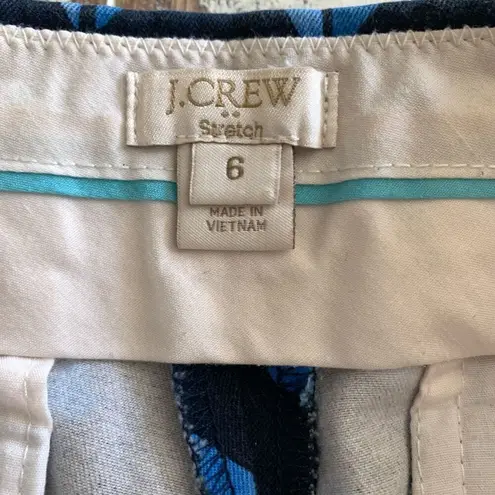 J.CREW
Stretch
6
MADE IN
VIETNAM